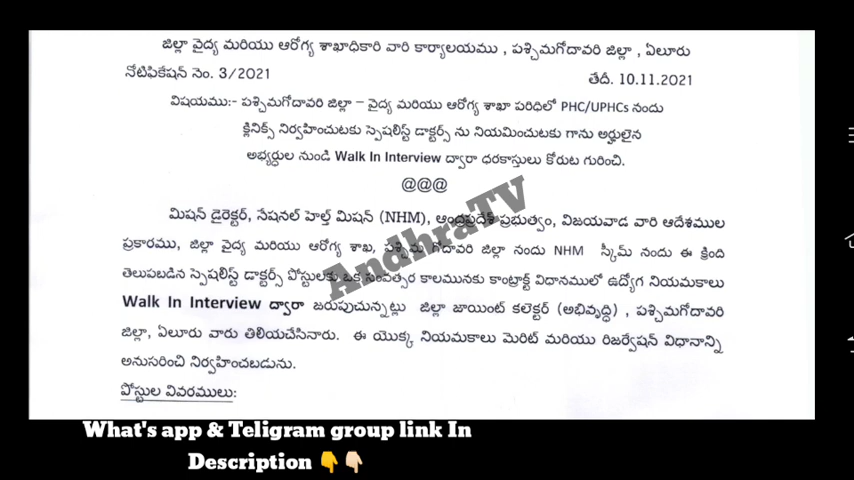 జిల్లా వైద్య మరియు ఆరోగ్య శాఖాధికారి వారి కార్యాలయము , పశ్చిమగోదావరి జిల్లా , ఏలూరు
నోటిఫికేషన్ నెం. 3/2021 తేదీ. 10.11.2021
విషయము:- పశ్చిమగోదావరి జిల్లా – వైద్య మరియు ఆరోగ్య శాఖా పరిధిలో PHC/UPHCs నందు
క్లినిక్స్ నిర్వహించుటకు స్పెషలిస్ట్ డాక్టర్స్ ను నియమించుటకు గాను అర్హులైన
అభ్యర్ధుల నుండి Walk In Interview ద్వారా ధరకాస్తులు కోరుట గురించి.
@@@
మిషన్ డైరెక్టర్, నేషనల్ హెల్త్ మిషన్ (NHM), ఆంధ్రప్రదేశ్ ప్రభుత్వం, విజయవాడ వారి ఆదేశముల
ప్రకారము, జిల్లా వైద్య మరియు ఆరోగ్య శాఖ, పశ్చిమ గోదావరి జిల్లా నందు NHM స్కీమ్ నందు ఈ క్రింది
తెలుపబడిన స్పెషలిస్ట్ డాక్టర్స్ పోస్టులకు ఒక సంవత్సర కాలమునకు కాంట్రాక్ట్ విధానములో ఉద్యోగ నియమకాలు
Walk In Interview ద్వారా జరుపుచున్నట్లు జిల్లా జాయింట్ కలెక్టర్ (అభివృద్ధి) , పశ్చిమగోదావరి
జిల్లా, ఏలూరు వారు తిలియచేసినారు. ఈ యొక్క నియమకాలు మెరిట్ మరియు రిజర్వేషన్ విధానాన్ని
అనుసరించి నిర్వహించబడును.
పోస్టుల వివరములు:
AndhraTV
What's app & Teligram group link In
Description 👇👇🏻